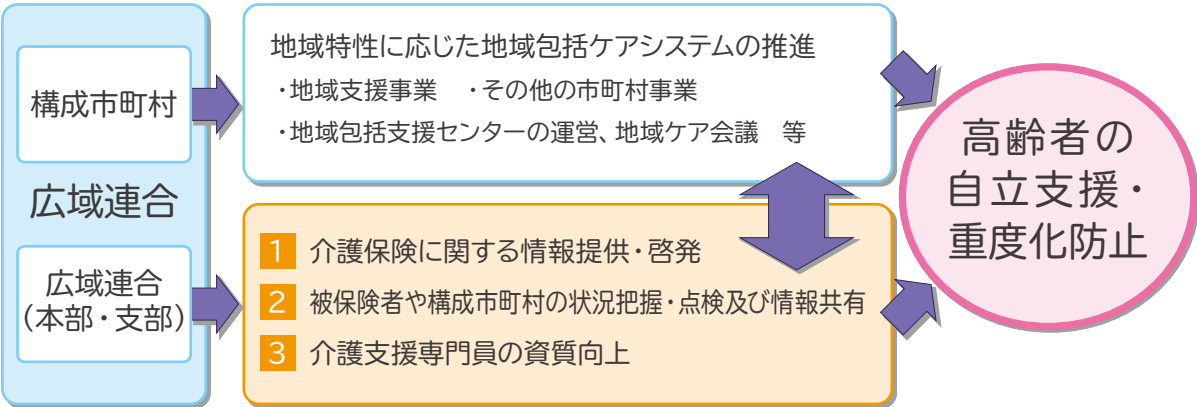 構成市町村
広域連合
広域連合
(本部・支部)
地域特性に応じた地域包括ケアシステムの推進
・地域支援事業　・その他の市町村事業
・地域包括支援センターの運営、地域ケア会議　等
1 介護保険に関する情報提供・啓発
2 被保険者や構成市町村の状況把握・点検及び情報共有
3 介護支援専門員の資質向上
高齢者の
自立支援・
重度化防止